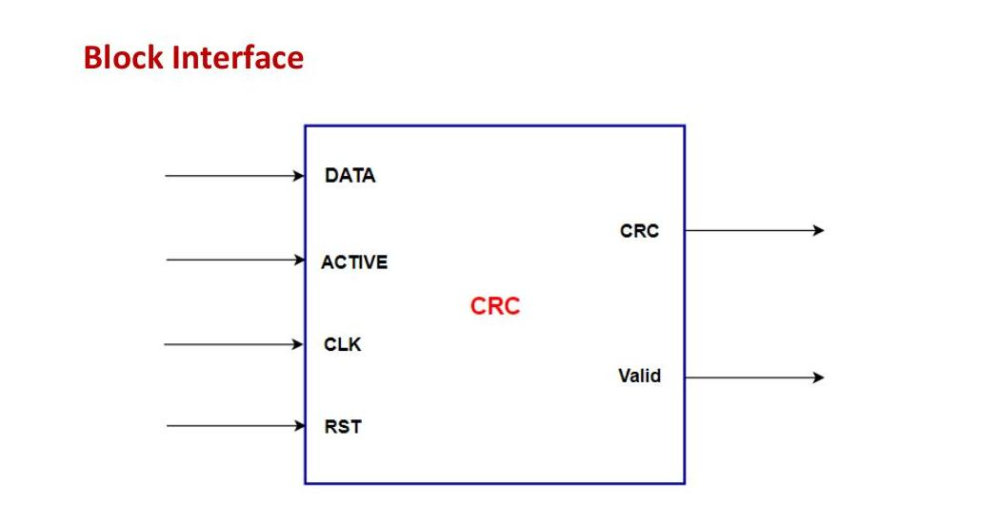 Block Interface
DATA
CRC
ACTIVE
CRC
CLK
Valid
RST